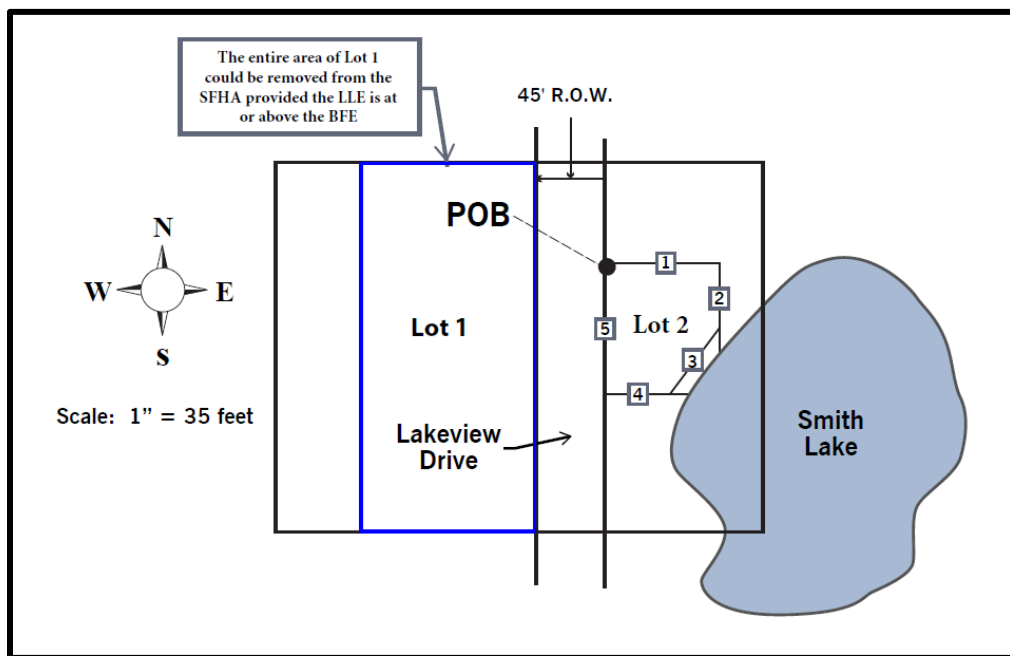 The entire area of Lot 1
could be removed from the
SFHA provided the LLE is at
or above the BFE
45' R.O.W.
POB
N
W
E
S
1
2
Lot 1
5
Lot 2
3
4
Scale: 1" = 35 feet
Lakeview
Drive
Smith
Lake